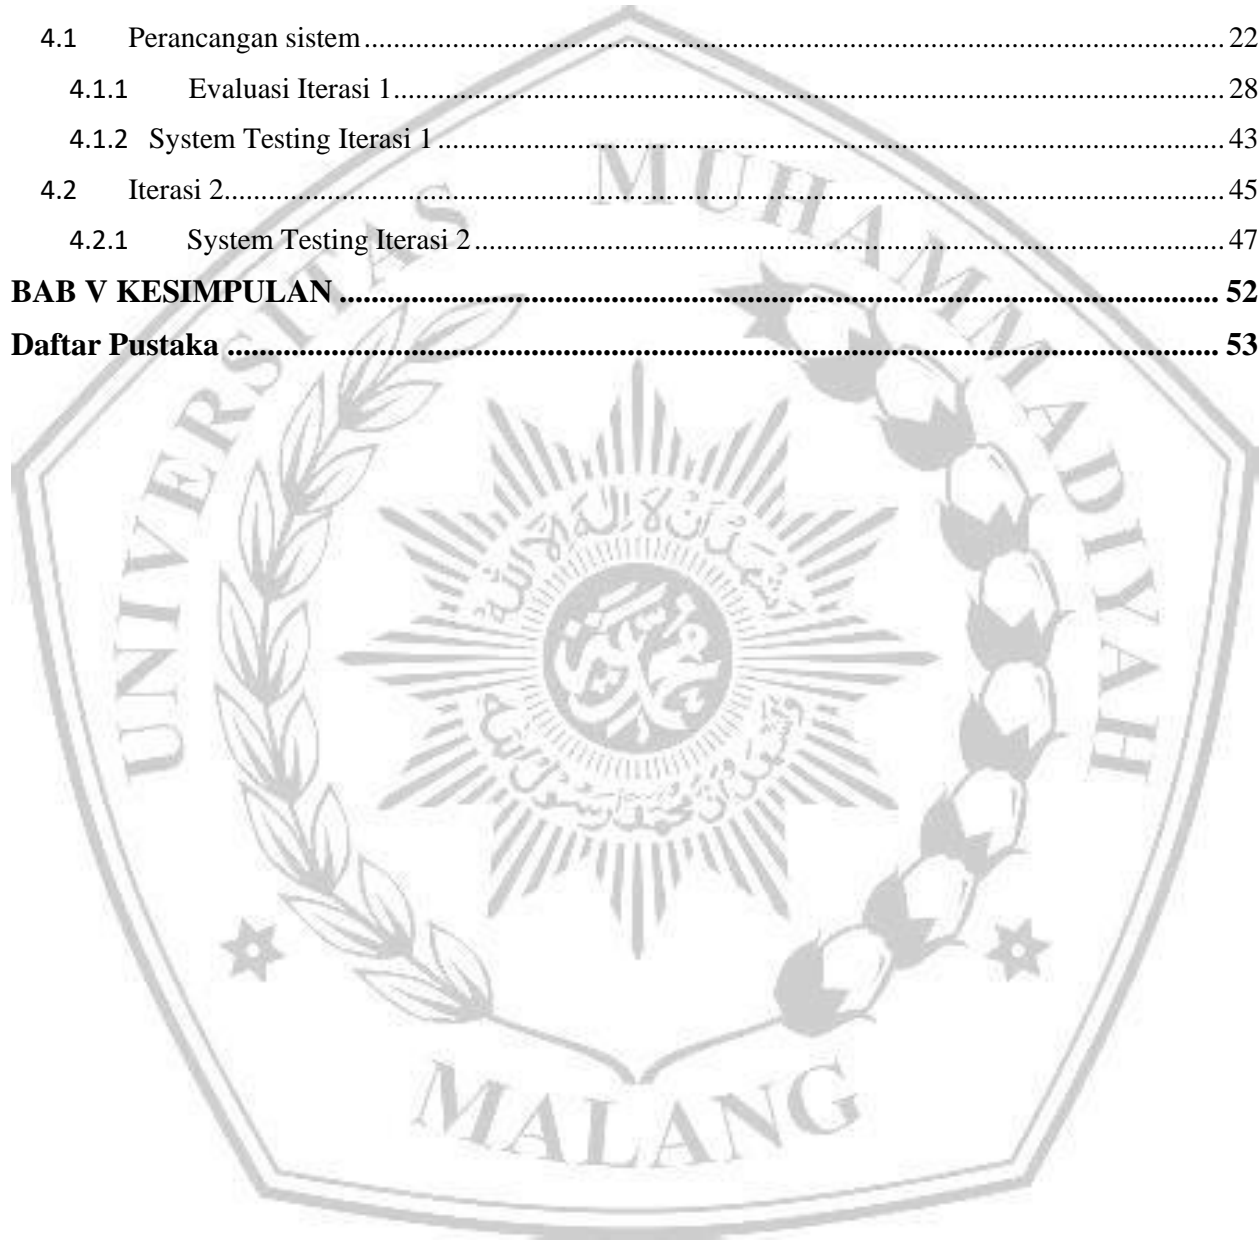 4.1 Perancangan sistem 22
4.1.1 Evaluasi Iterasi 1 28
4.1.2 System Testing Iterasi 1 43
4.2 Iterasi 2 45
4.2.1 System Testing Iterasi 2 47
BAB V KESIMPULAN 52
Daftar Pustaka 53
UNIVERSITAS MUHAMMADIYAH
MALANG